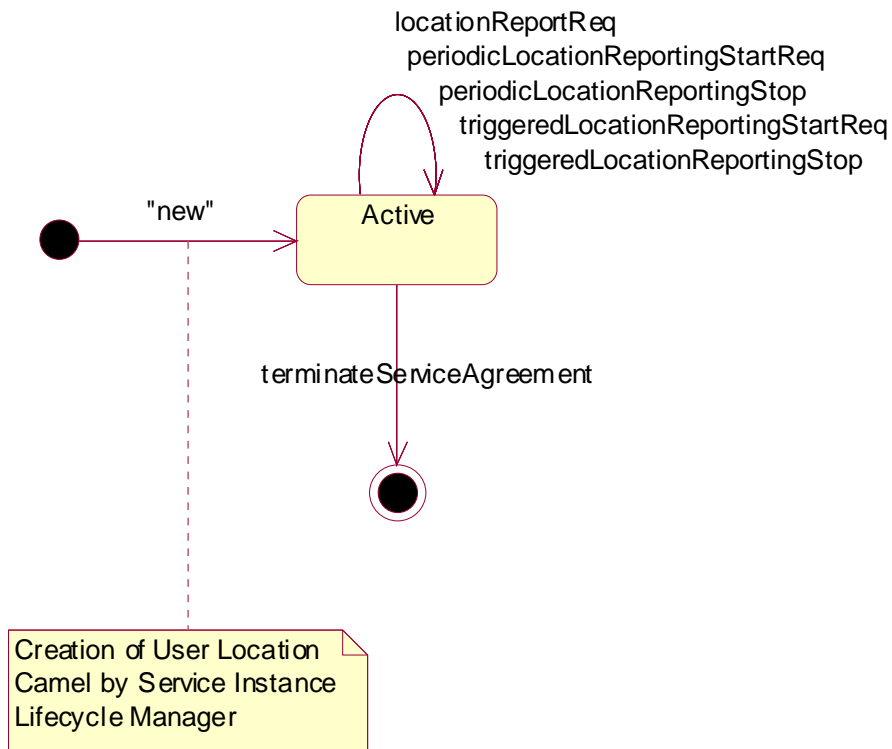 locationReportReq
periodicLocationReportingStartReq
periodicLocationReportingStop
triggeredLocationReportingStartReq
triggeredLocationReportingStop
"new"
Active
terminateServiceAgreement
Creation of User Location
Camel by Service Instance
Lifecycle Manager